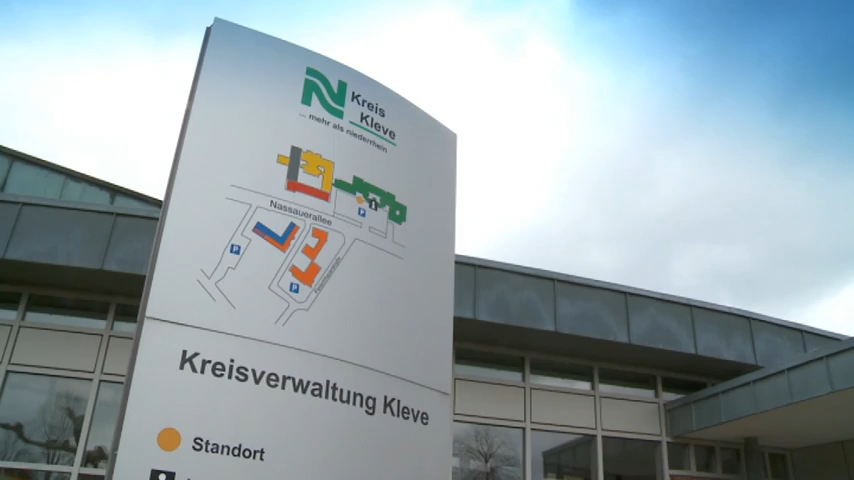 Kreis
Kleve
... mehr als niederrhein
Nassauerallee
P
P
P
Kreisverwaltung Kleve
Standort